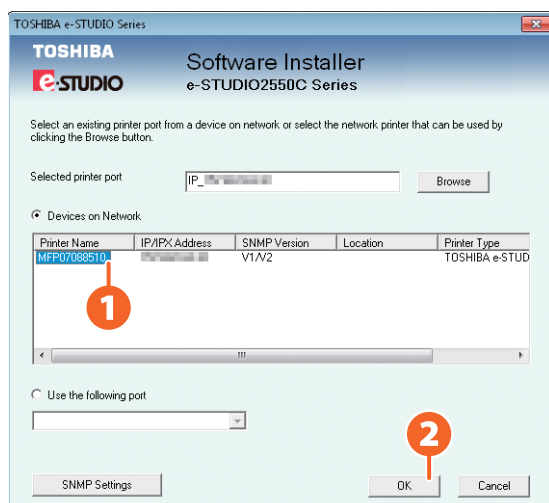 TOSHIBA e-STUDIO Series
TOSHIBA
e-STUDIO
Software Installer
e-STUDIO2550C Series
Select an existing printer port from a device on network or select the network printer that can be used by
clicking the Browse button.
Selected printer port IP_ Browse
Devices on Network
Printer Name IP/IPX Address SNMP Version Location Printer Type
MFP07088510 V1/V2 TOSHIBA e-STUD
1
Use the following port
2
SNMP Settings OK Cancel